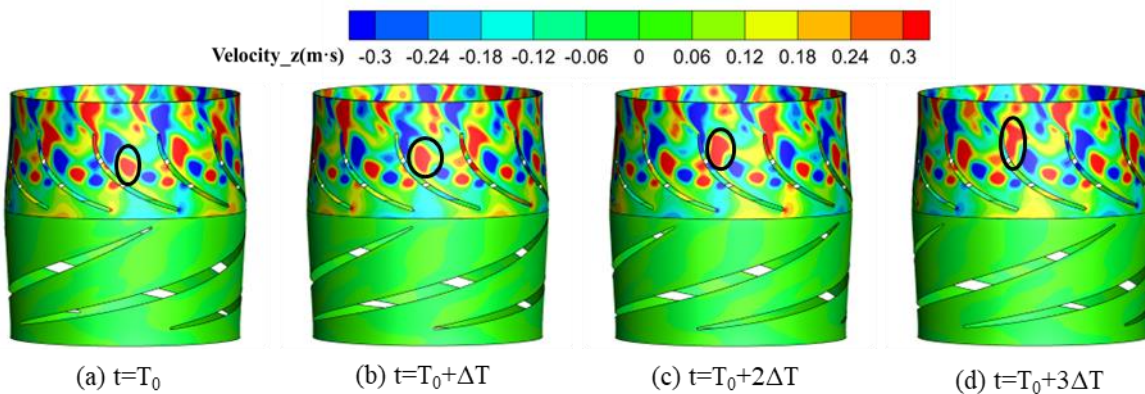 Velocity_z(m·s) -0.3 -0.24 -0.18 -0.12 -0.06 0 0.06 0.12 0.18 0.24 0.3
(a) t=T₀ (b) t=T₀+ΔT (c) t=T₀+2ΔT (d) t=T₀+3ΔT